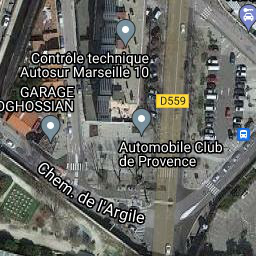 Contrôle technique
Autosur Marseille 10
GARAGE
OGHOSSIAN
D559
Automobile Club
de Provence
Chem. de l'Argile